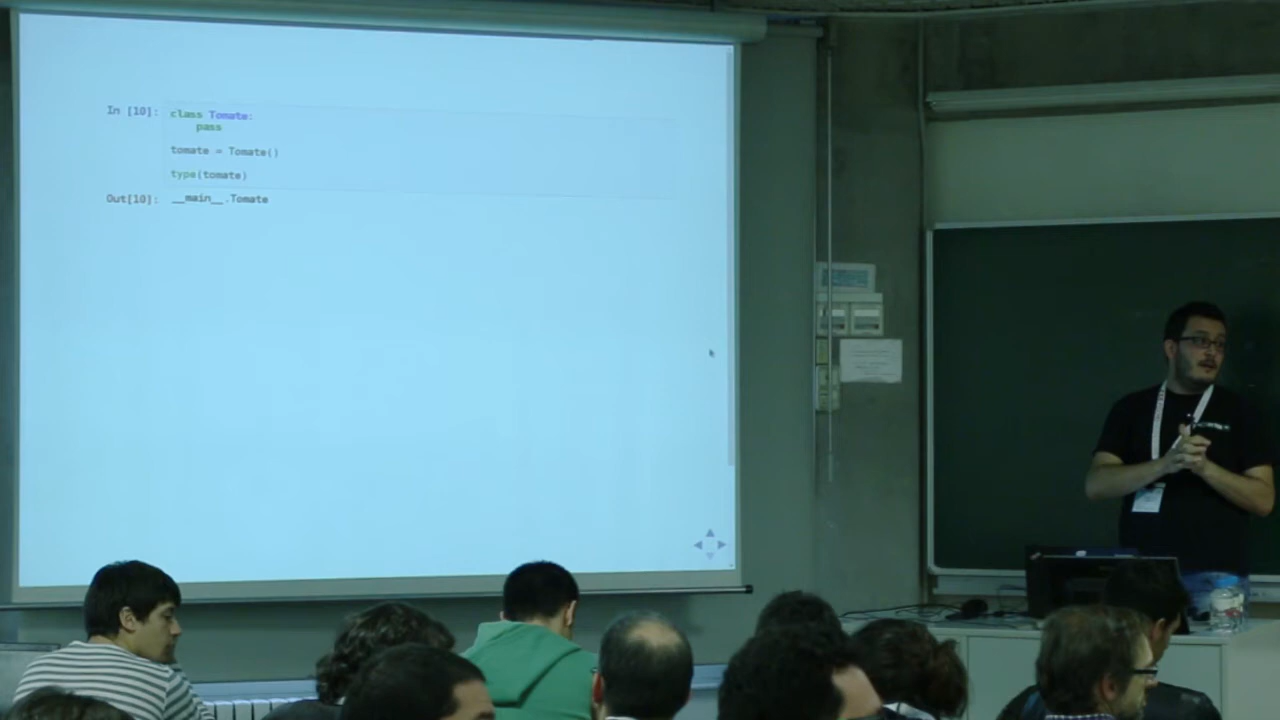 In [10]: class Tomate:
pass
tomate = Tomate()
type(tomate)
Out[10]: __main__.Tomate